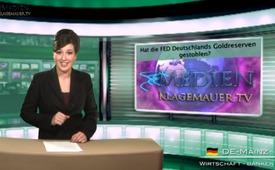 KLAGEMAUER.TV
Hat die FED Deutschlands Goldreserven
gestohlen?
MEDIEN
KLAGEMAUER.TV
DE-MAINZ
WIRTSCHAFT - BANKEN